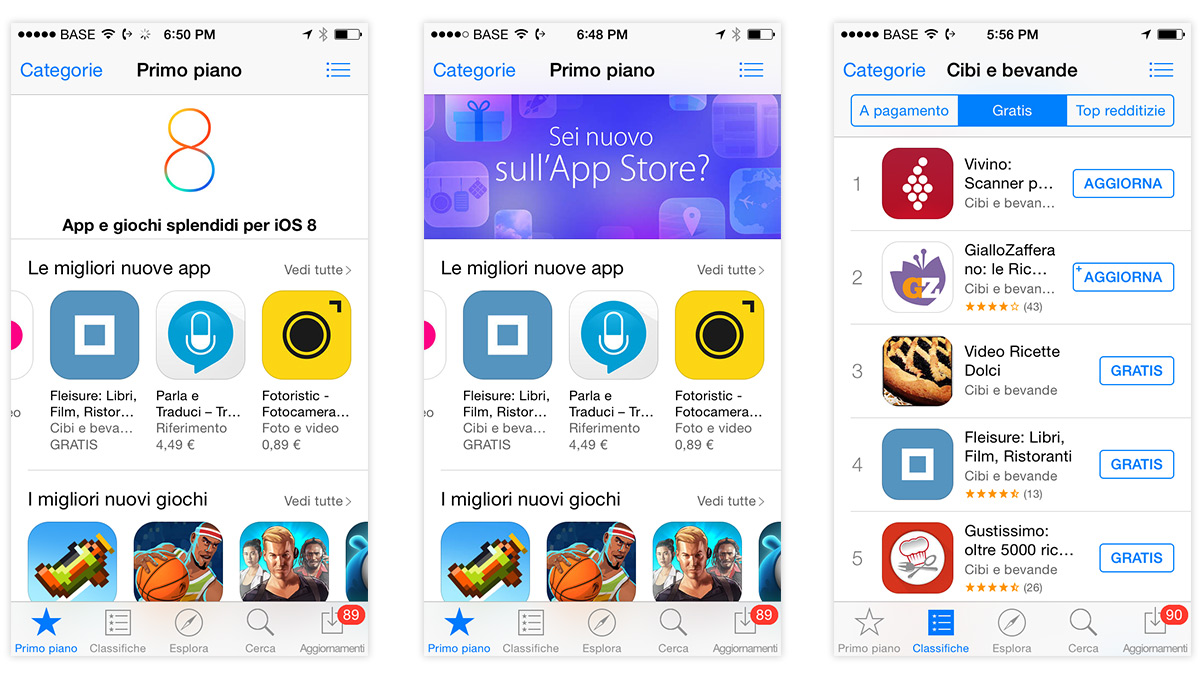 BASE 6:50 PM
Categorie Primo piano
App e giochi splendidi per iOS 8
Le migliori nuove app Vedi tutte >
Fleisure: Libri, Parla e Fotoristic -
Film, Ristor... Traduci – Tr... Fotocamera...
eo Cibi e beva... Riferimento Foto e video
GRATIS 4,49 € 0,89 €
I migliori nuovi giochi Vedi tutte >
89
Primo piano Classifiche Esplora Cerca Aggiornamenti
BASE 6:48 PM
Categorie Primo piano
Sei nuovo
sull'App Store?
Le migliori nuove app Vedi tutte >
Fleisure: Libri, Parla e Fotoristic -
Film, Ristor... Traduci – Tr... Fotocamera...
eo Cibi e beva... Riferimento Foto e video
GRATIS 4,49 € 0,89 €
I migliori nuovi giochi Vedi tutte >
89
Primo piano Classifiche Esplora Cerca Aggiornamenti
BASE 5:56 PM
Categorie Cibi e bevande
A pagamento Gratis Top redditizie
1 Vivino:
Scanner p... AGGIORNA
Cibi e bevan...
GialloZaffera
2 no: le Ric... + AGGIORNA
GZ
Cibi e bevan...
(43)
Video Ricette
3 Dolci GRATIS
Cibi e bevande
Fleisure: Libri,
4 Film, Ristoranti GRATIS
Cibi e bevande
(13)
Gustissimo:
5 oltre 5000 ric... GRATIS
Cibi e bevande
(26)
90
Primo piano Classifiche Esplora Cerca Aggiornamenti